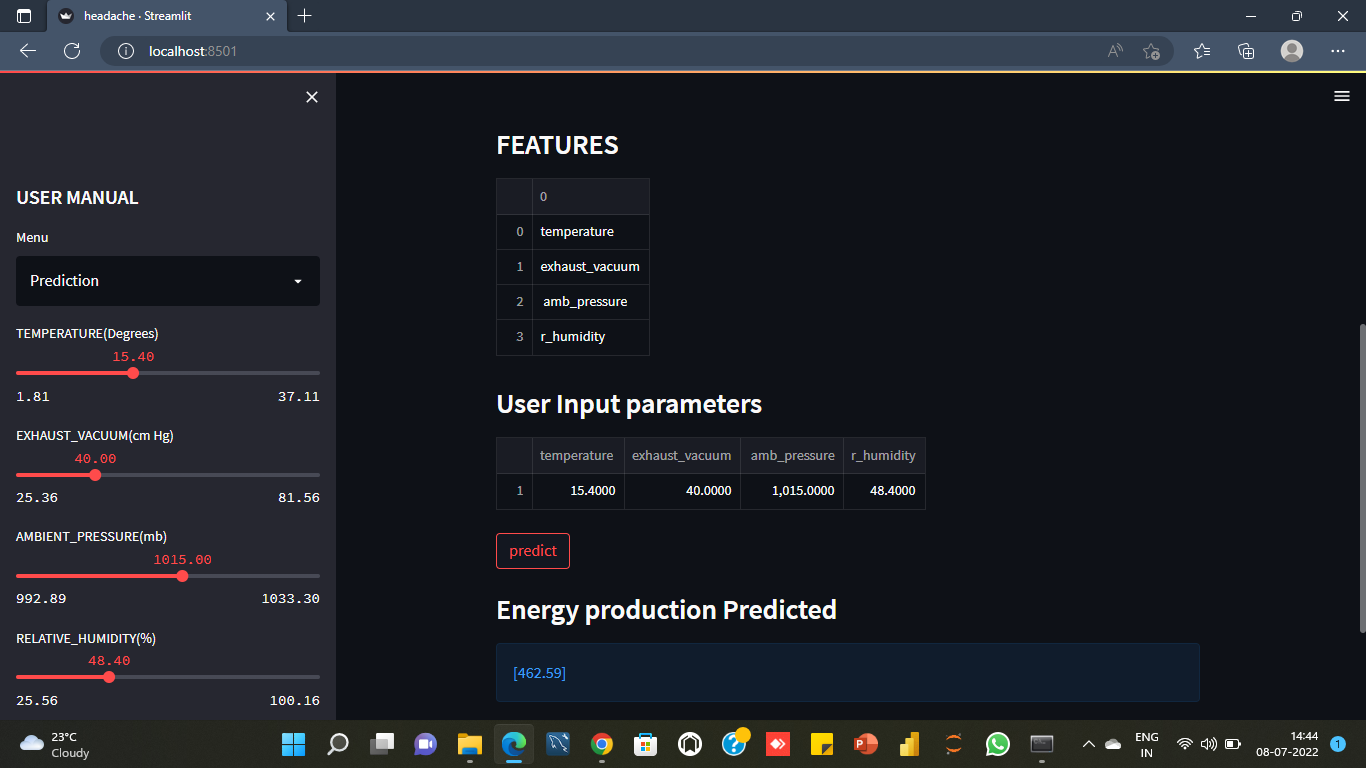 headache · Streamlit
localhost:8501
USER MANUAL
Menu
Prediction
TEMPERATURE(Degrees)
15.40
1.81 37.11
EXHAUST_VACUUM(cm Hg)
40.00
25.36 81.56
AMBIENT_PRESSURE(mb)
1015.00
992.89 1033.30
RELATIVE_HUMIDITY(%)
48.40
25.56 100.16
FEATURES
0
0 temperature
1 exhaust_vacuum
2 amb_pressure
3 r_humidity
User Input parameters
temperature exhaust_vacuum amb_pressure r_humidity
1 15.4000 40.0000 1,015.0000 48.4000
predict
Energy production Predicted
[462.59]
23°C
Cloudy
ENG
IN
14:44
08-07-2022
1